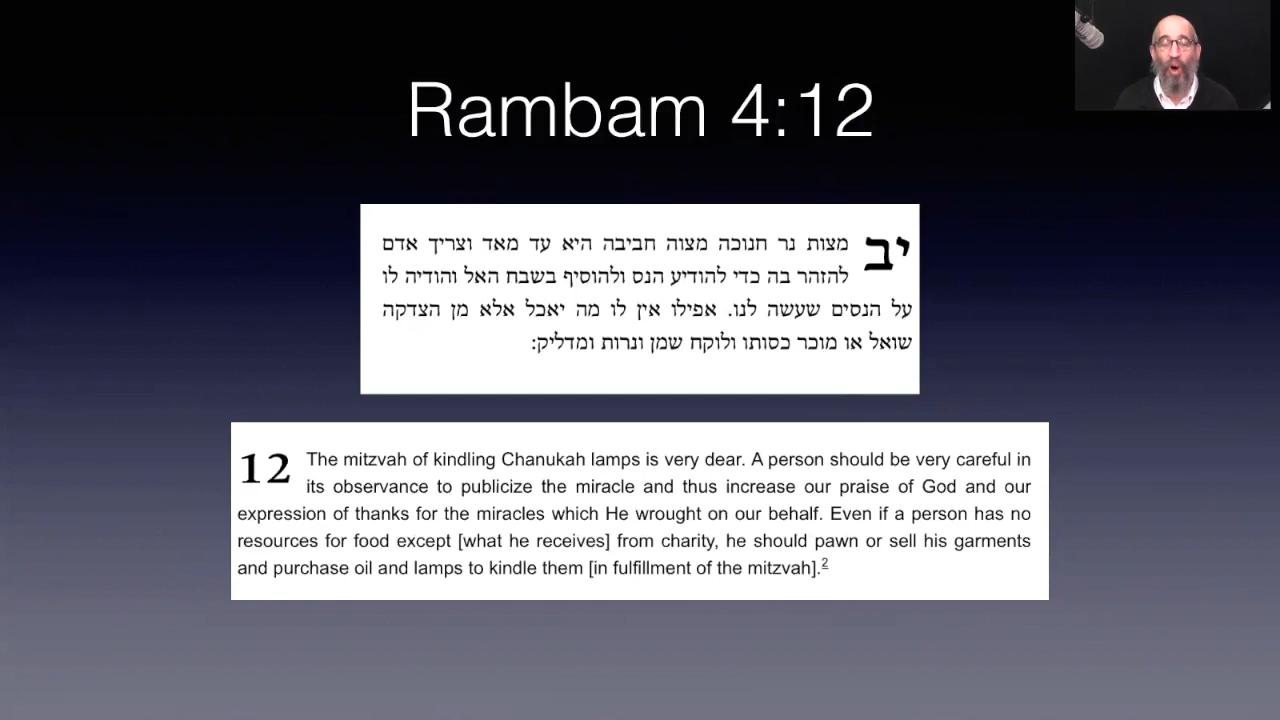 Rambam 4:12
יב מצות נר חנוכה מצוה חביבה היא עד מאד וצריך אדם
להזהר בה כדי להודיע הנס ולהוסיף בשבח האל והודיה לו
על הנסים שעשה לנו. אפילו אין לו מה יאכל אלא מן הצדקה
שואל או מוכר כסותו ולוקח שמן ונרות ומדליק:
12 The mitzvah of kindling Chanukah lamps is very dear. A person should be very careful in
its observance to publicize the miracle and thus increase our praise of God and our
expression of thanks for the miracles which He wrought on our behalf. Even if a person has no
resources for food except [what he receives] from charity, he should pawn or sell his garments
and purchase oil and lamps to kindle them [in fulfillment of the mitzvah].2